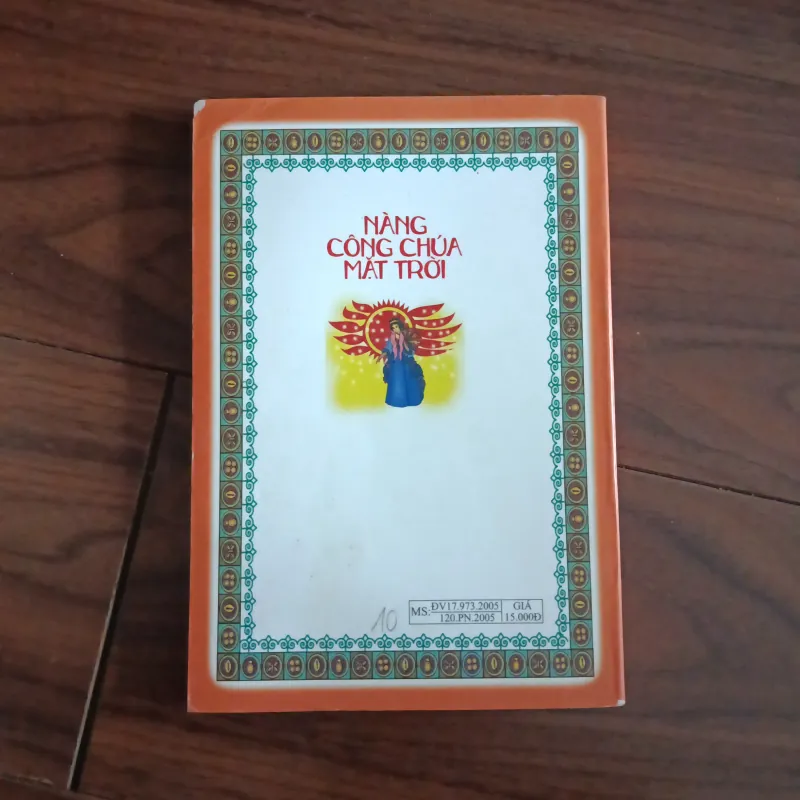 NÀNG
CÔNG CHÚA
MẶT TRỜI
10
MS: ĐV17.973.2005 GIÁ
120.PN.2005 15.000Đ